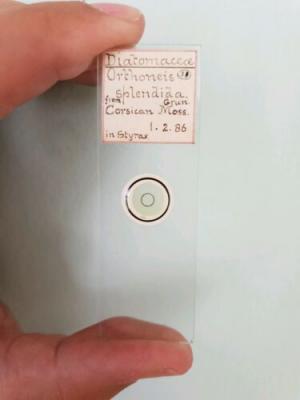 Diatomaceæ
Orthoneis
splendida.
from Grun.
Corsican Moss.
1. 2. 86
in Styrax